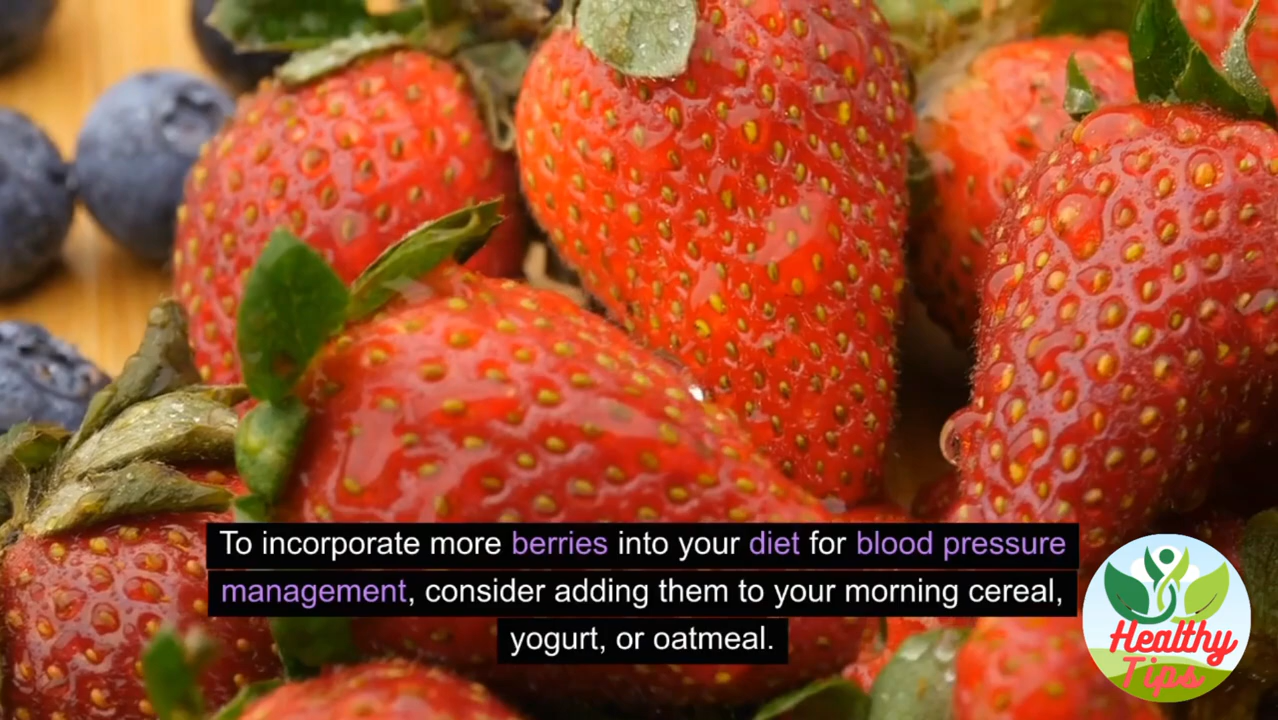 To incorporate more berries into your diet for blood pressure
management, consider adding them to your morning cereal,
yogurt, or oatmeal.
Healthy
Tips